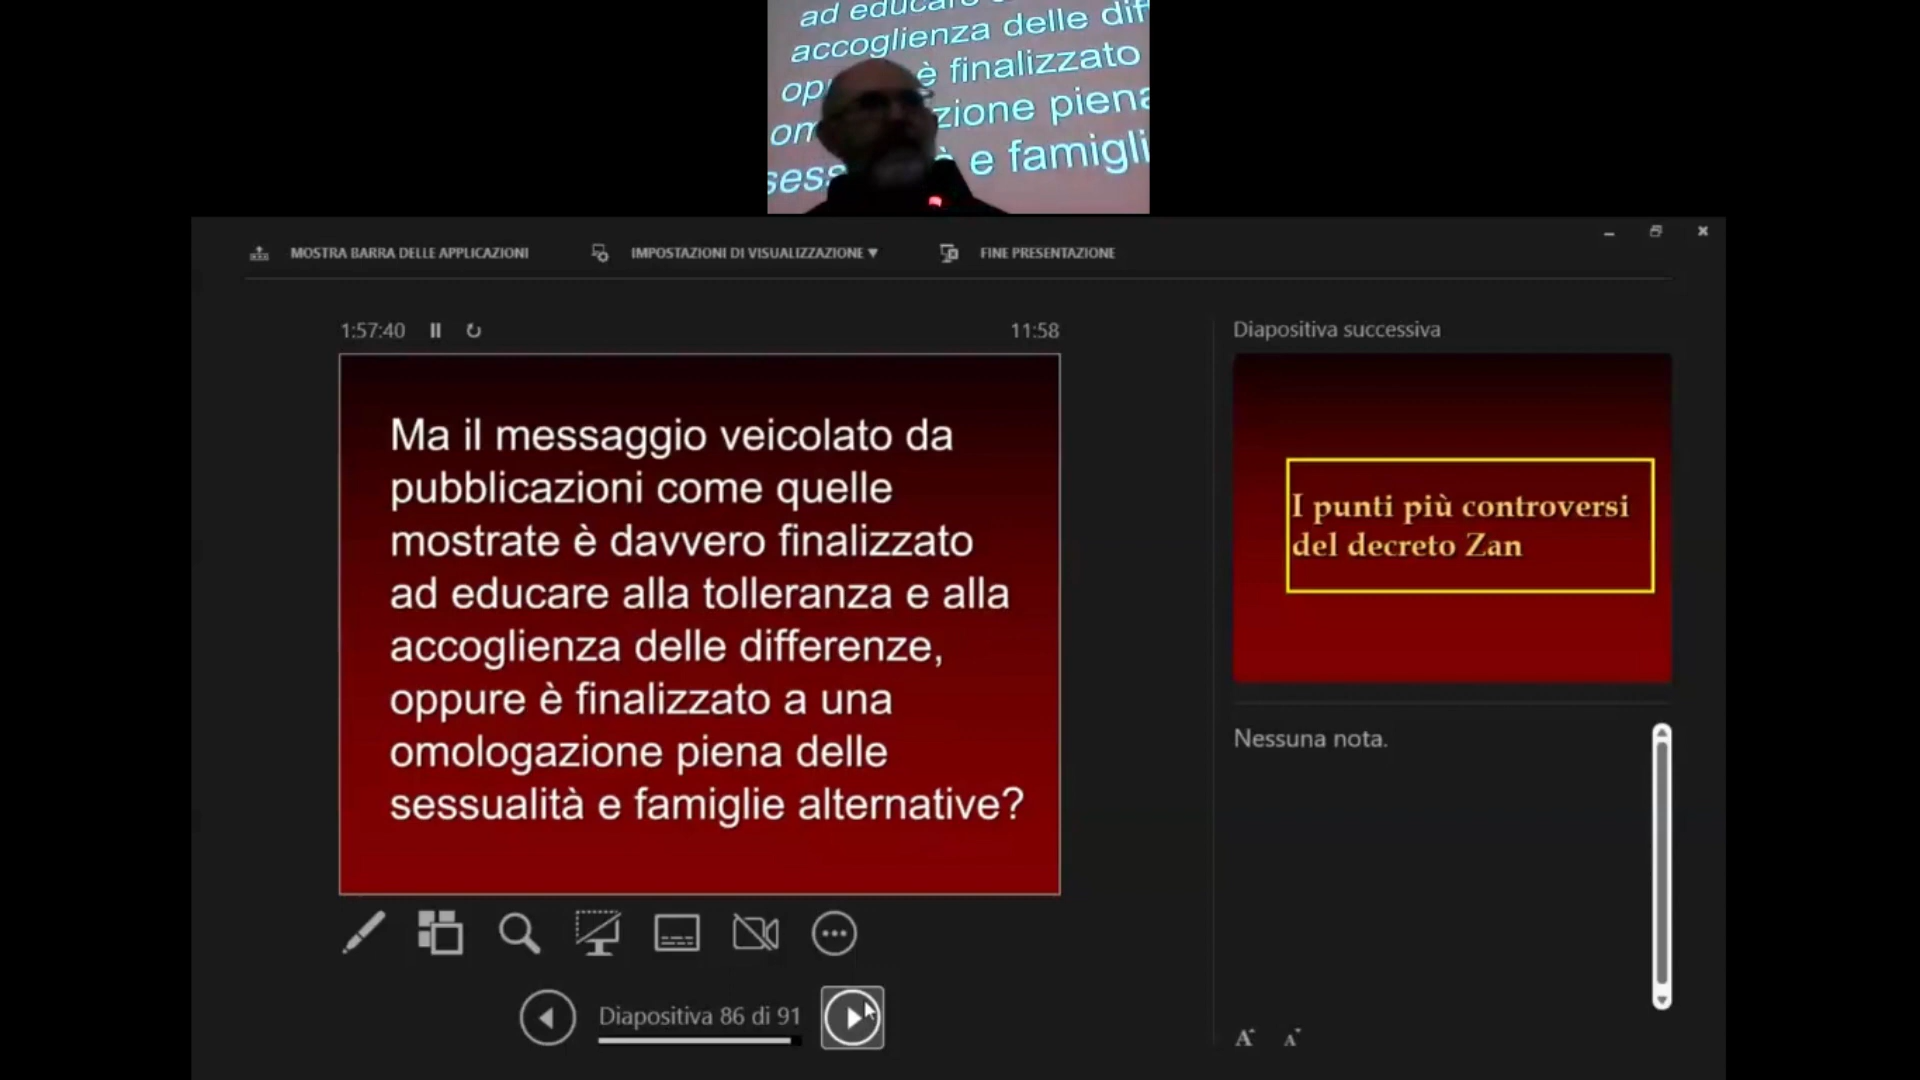 ad educare
accoglienza delle dif
opp è finalizzato
om zione piena
sess à e famigli
MOSTRA BARRA DELLE APPLICAZIONI
IMPOSTAZIONI DI VISUALIZZAZIONE ▼
FINE PRESENTAZIONE
1:57:40
11:58
Ma il messaggio veicolato da
pubblicazioni come quelle
mostrate è davvero finalizzato
ad educare alla tolleranza e alla
accoglienza delle differenze,
oppure è finalizzato a una
omologazione piena delle
sessualità e famiglie alternative?
Diapositiva 86 di 91
Diapositiva successiva
I punti più controversi
del decreto Zan
Nessuna nota.
A A